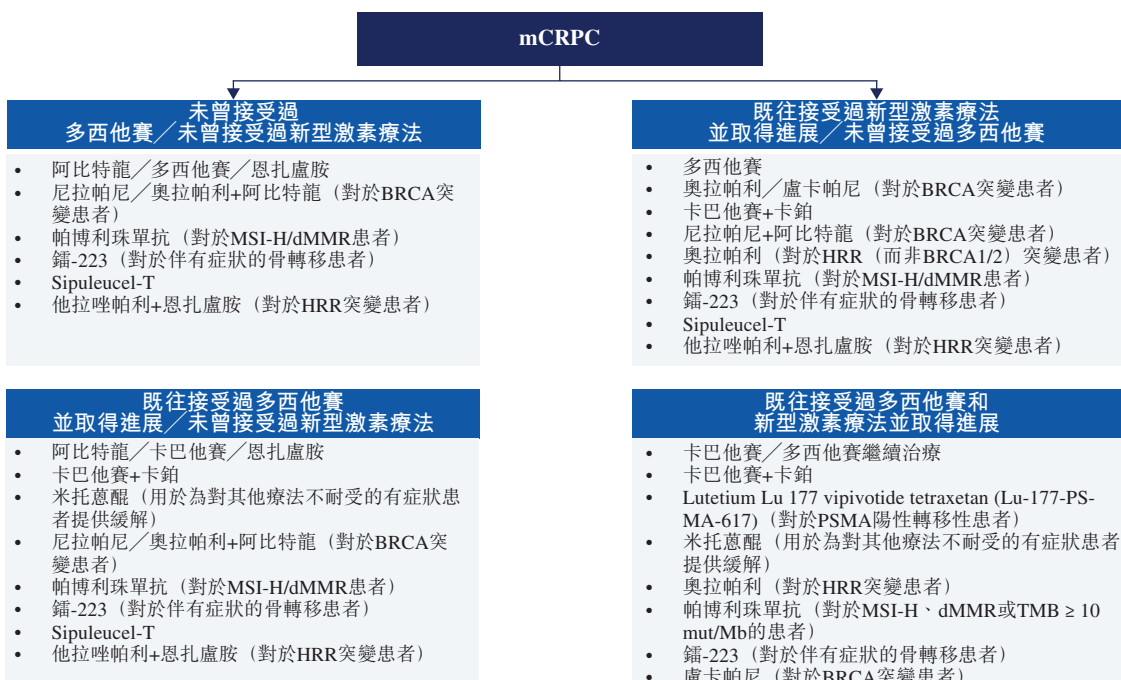 mCRPC
未曾接受過
多西他賽／未曾接受過新型激素療法
• 阿比特龍／多西他賽／恩扎盧胺
• 尼拉帕尼／奧拉帕利+阿比特龍（對於BRCA突
變患者）
• 帕博利珠單抗（對於MSI-H/dMMR患者）
• 鐳-223（對於伴有症狀的骨轉移患者）
• Sipuleucel-T
• 他拉唑帕利+恩扎盧胺（對於HRR突變患者）
既往接受過新型激素療法
並取得進展／未曾接受過多西他賽
• 多西他賽
• 奧拉帕利／盧卡帕尼（對於BRCA突變患者）
• 卡巴他賽+卡鉑
• 尼拉帕尼+阿比特龍（對於BRCA突變患者）
• 奧拉帕利（對於HRR（而非BRCA1/2）突變患者）
• 帕博利珠單抗（對於MSI-H/dMMR患者）
• 鐳-223（對於伴有症狀的骨轉移患者）
• Sipuleucel-T
• 他拉唑帕利+恩扎盧胺（對於HRR突變患者）
既往接受過多西他賽
並取得進展／未曾接受過新型激素療法
• 阿比特龍／卡巴他賽／恩扎盧胺
• 卡巴他賽+卡鉑
• 米托蒽醌（用於為對其他療法不耐受的有症狀患
者提供緩解）
• 尼拉帕尼／奧拉帕利+阿比特龍（對於BRCA突
變患者）
• 帕博利珠單抗（對於MSI-H/dMMR患者）
• 鐳-223（對於伴有症狀的骨轉移患者）
• Sipuleucel-T
• 他拉唑帕利+恩扎盧胺（對於HRR突變患者）
既往接受過多西他賽和
新型激素療法並取得進展
• 卡巴他賽／多西他賽繼續治療
• 卡巴他賽+卡鉑
• Lutetium Lu 177 vipivotide tetraxetan (Lu-177-PS-
MA-617)（對於PSMA陽性轉移性患者）
• 米托蒽醌（用於為對其他療法不耐受的有症狀患者
提供緩解）
• 奧拉帕利（對於HRR突變患者）
• 帕博利珠單抗（對於MSI-H、dMMR或TMB ≥ 10
mut/Mb的患者）
• 鐳-223（對於伴有症狀的骨轉移患者）
• 盧卡帕尼（對於BRCA突變患者）